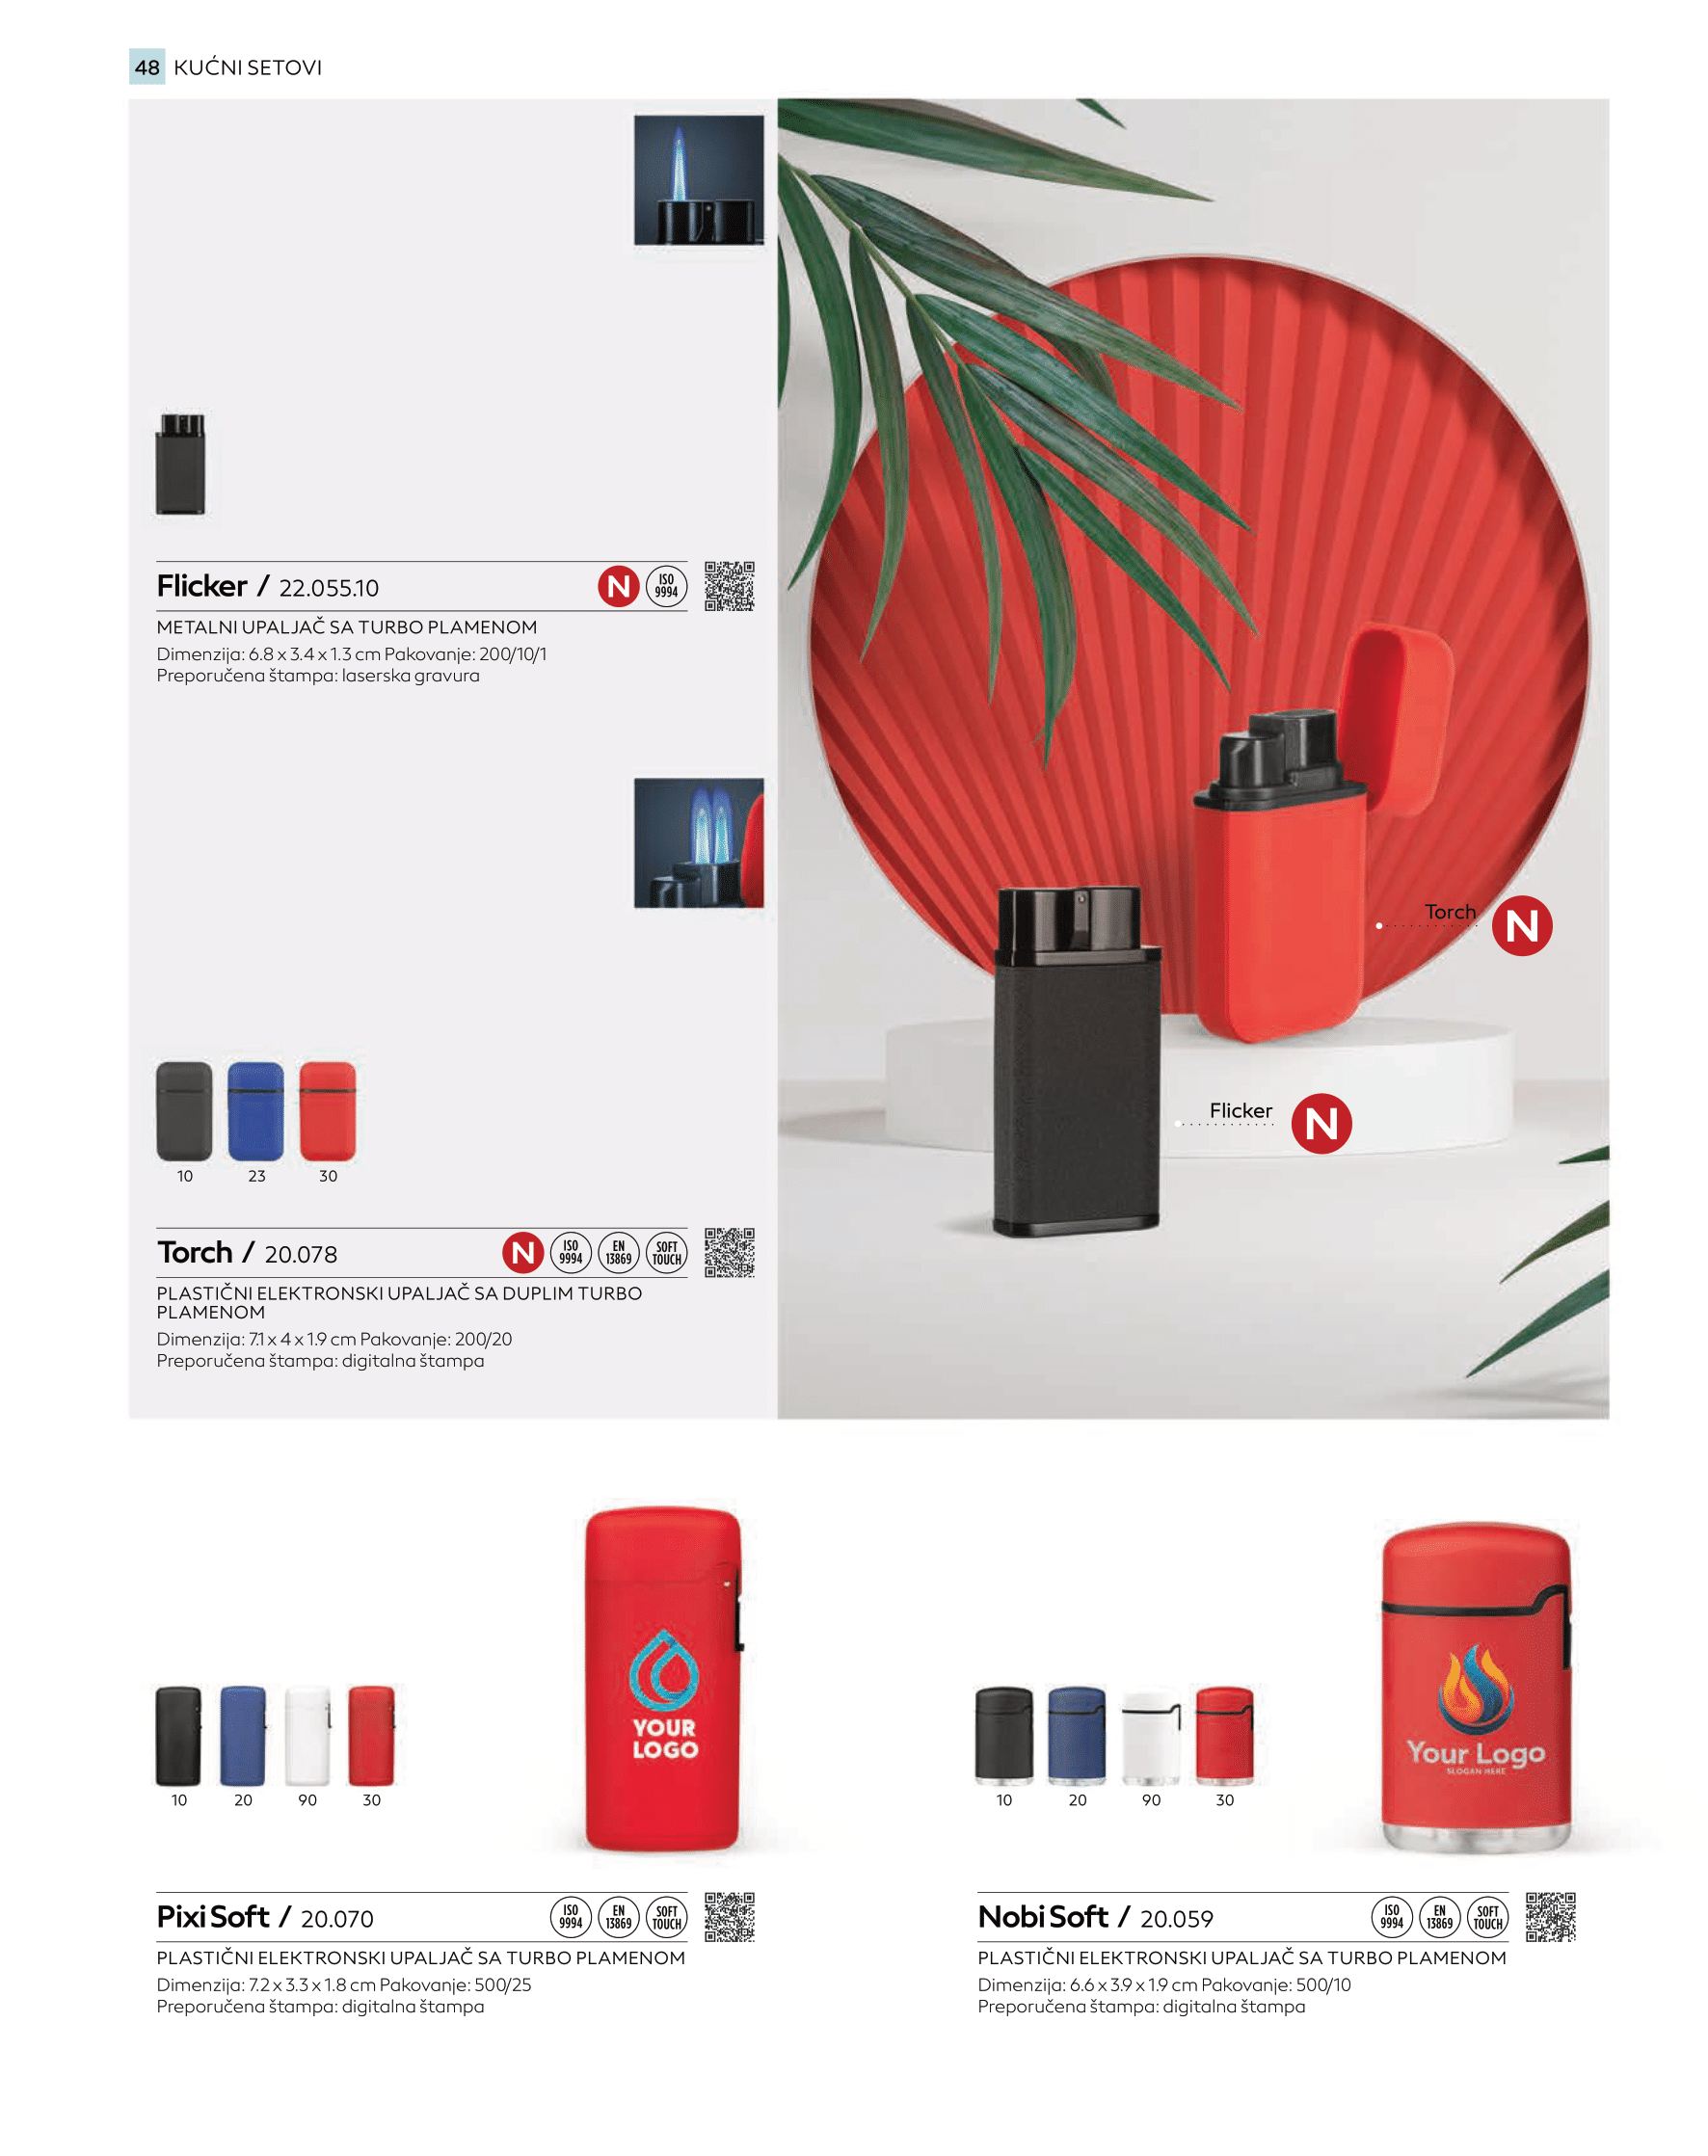 48 KUĆNI SETOVI
Flicker / 22.055.10
N
ISO
9994
METALNI UPALJAČ SA TURBO PLAMENOM
Dimenzija: 6.8 x 3.4 x 1.3 cm Pakovanje: 200/10/1
Preporučena štampa: laserska gravura
Torch N
Flicker N
10 23 30
Torch / 20.078
N
ISO
9994
EN
13869
SOFT
TOUCH
PLASTIČNI ELEKTRONSKI UPALJAČ SA DUPLIM TURBO
PLAMENOM
Dimenzija: 7.1 x 4 x 1.9 cm Pakovanje: 200/20
Preporučena štampa: digitalna štampa
YOUR
LOGO
10 20 90 30
Pixi Soft / 20.070
ISO
9994
EN
13869
SOFT
TOUCH
PLASTIČNI ELEKTRONSKI UPALJAČ SA TURBO PLAMENOM
Dimenzija: 7.2 x 3.3 x 1.8 cm Pakovanje: 500/25
Preporučena štampa: digitalna štampa
Your Logo
SLOGAN HERE
10 20 90 30
Nobi Soft / 20.059
ISO
9994
EN
13869
SOFT
TOUCH
PLASTIČNI ELEKTRONSKI UPALJAČ SA TURBO PLAMENOM
Dimenzija: 6.6 x 3.9 x 1.9 cm Pakovanje: 500/10
Preporučena štampa: digitalna štampa